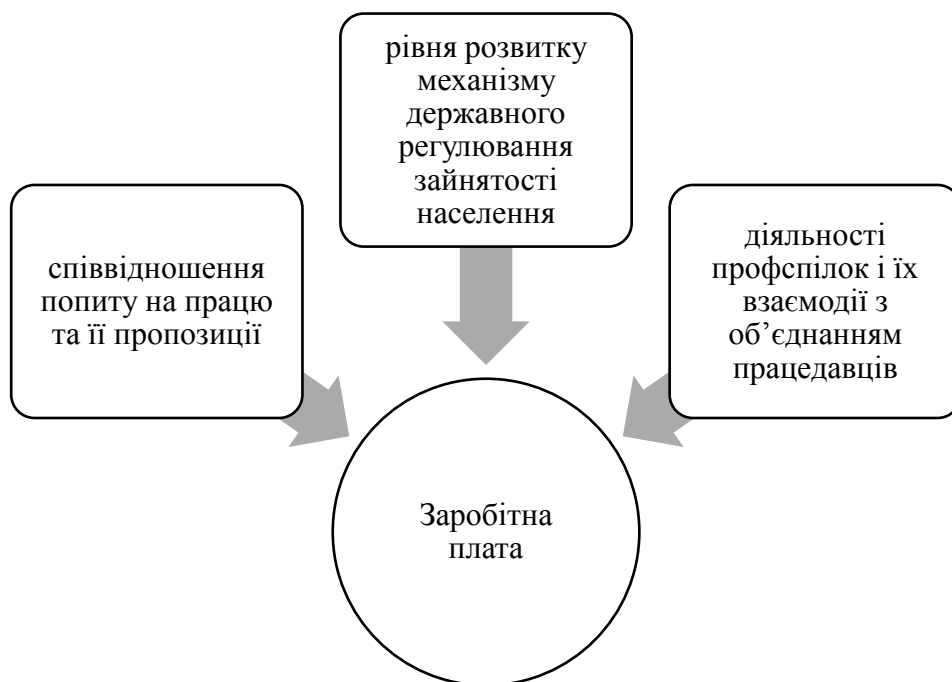 рівня розвитку
механізму
державного
регулювання
зайнятості
населення
співвідношення
попиту на працю
та її пропозиції
діяльності
профспілок і їх
взаємодії з
об’єднанням
працедавців
Заробітна
плата